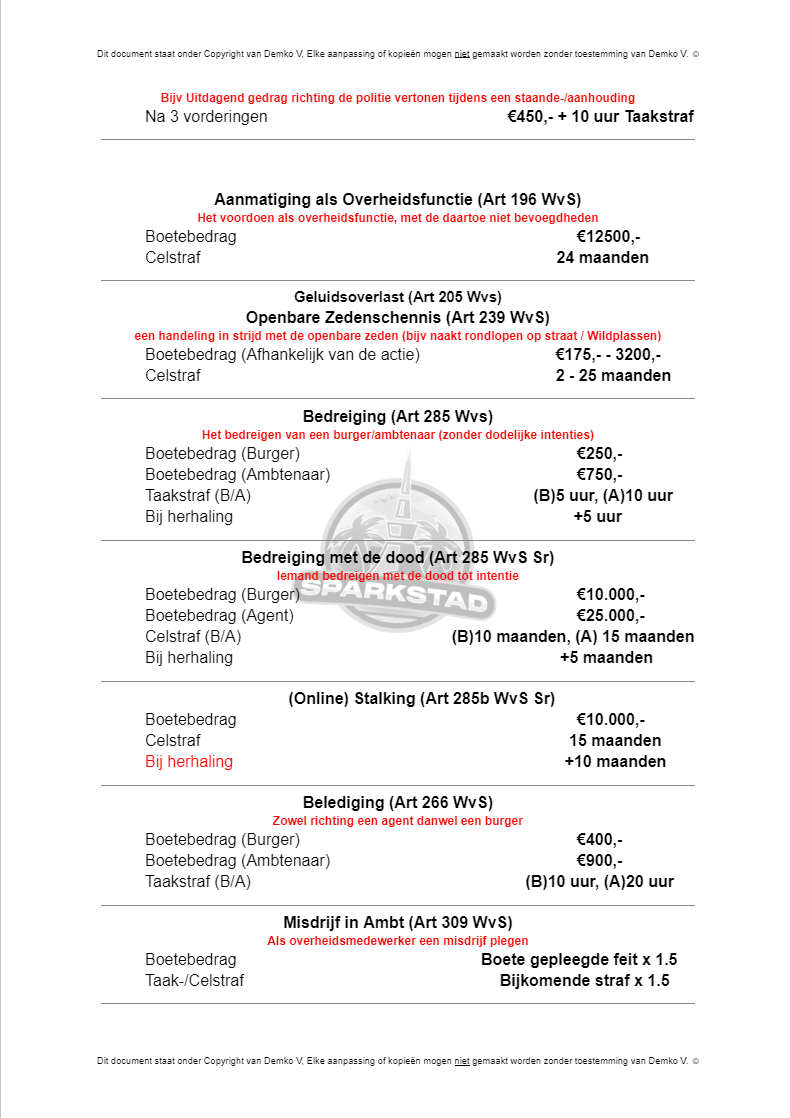 Dit document staat onder Copyright van Demko V, Elke aanpassing of kopieën mogen niet gemaakt worden zonder toestemming van Demko V. ©
Bijv Uitdagend gedrag richting de politie vertonen tijdens een staande-/aanhouding
Na 3 vorderingen €450,- + 10 uur Taakstraf
Aanmatiging als Overheidsfunctie (Art 196 WvS)
Het voordoen als overheidsfunctie, met de daartoe niet bevoegdheden
Boetebedrag €12500,-
Celstraf 24 maanden
Geluidsoverlast (Art 205 Wvs)
Openbare Zedenschennis (Art 239 WvS)
een handeling in strijd met de openbare zeden (bijv naakt rondlopen op straat / Wildplassen)
Boetebedrag (Afhankelijk van de actie) €175,- - 3200,-
Celstraf 2 - 25 maanden
Bedreiging (Art 285 Wvs)
Het bedreigen van een burger/ambtenaar (zonder dodelijke intenties)
Boetebedrag (Burger) €250,-
Boetebedrag (Ambtenaar) €750,-
Taakstraf (B/A) (B)5 uur, (A)10 uur
Bij herhaling +5 uur
Bedreiging met de dood (Art 285 WvS Sr)
Iemand bedreigen met de dood tot intentie
SPARKSTAD
Boetebedrag (Burger) €10.000,-
Boetebedrag (Agent) €25.000,-
Celstraf (B/A) (B)10 maanden, (A) 15 maanden
Bij herhaling +5 maanden
(Online) Stalking (Art 285b WvS Sr)
Boetebedrag €10.000,-
Celstraf 15 maanden
Bij herhaling +10 maanden
Belediging (Art 266 WvS)
Zowel richting een agent danwel een burger
Boetebedrag (Burger) €400,-
Boetebedrag (Ambtenaar) €900,-
Taakstraf (B/A) (B)10 uur, (A)20 uur
Misdrijf in Ambt (Art 309 WvS)
Als overheidsmedewerker een misdrijf plegen
Boetebedrag Boete gepleegde feit x 1.5
Taak-/Celstraf Bijkomende straf x 1.5
Dit document staat onder Copyright van Demko V, Elke aanpassing of kopieën mogen niet gemaakt worden zonder toestemming van Demko V. ©